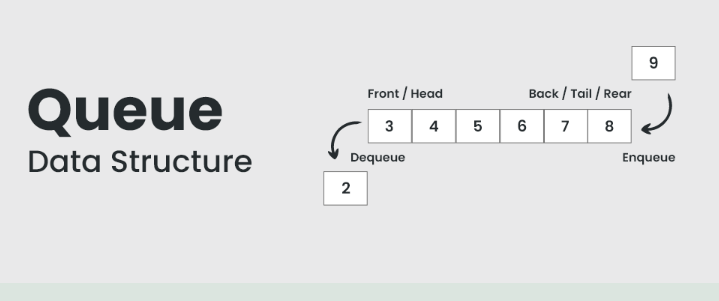 Queue
Data Structure
9
Front / Head
Back / Tail / Rear
3 4 5 6 7 8
Dequeue
Enqueue
2